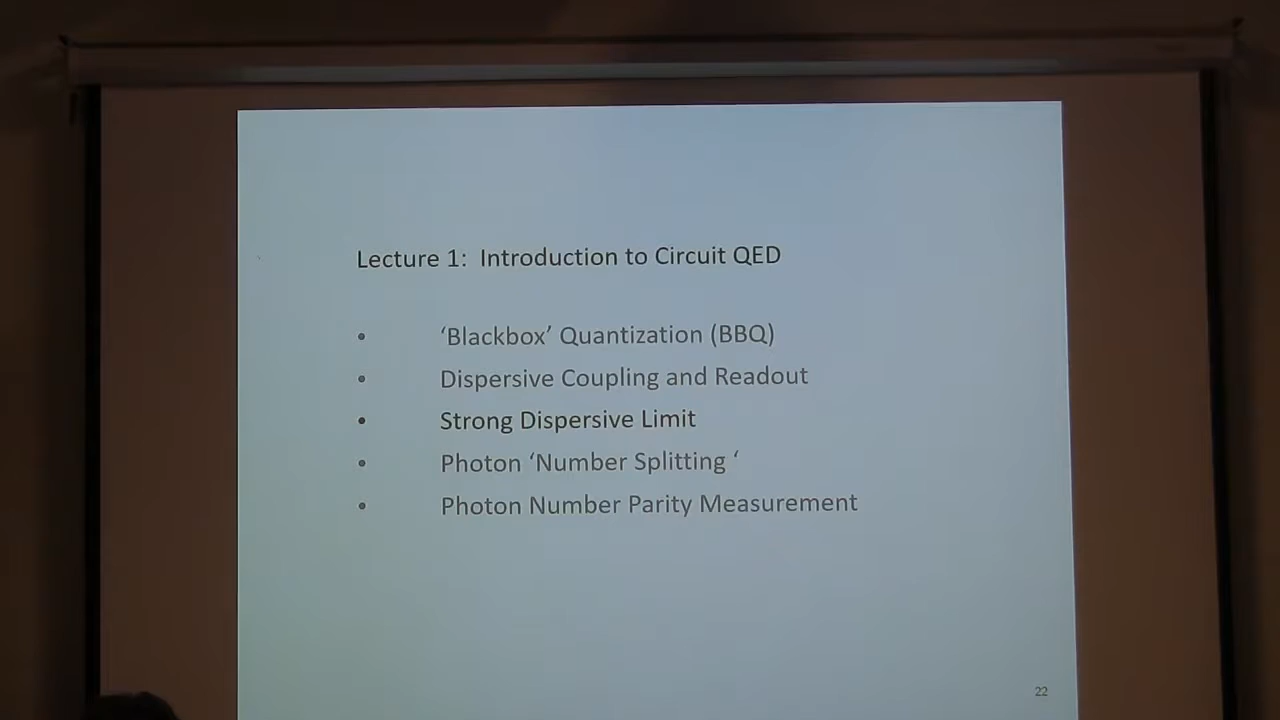 Lecture 1: Introduction to Circuit QED
• ‘Blackbox’ Quantization (BBQ)
• Dispersive Coupling and Readout
• Strong Dispersive Limit
• Photon ‘Number Splitting ‘
• Photon Number Parity Measurement
22